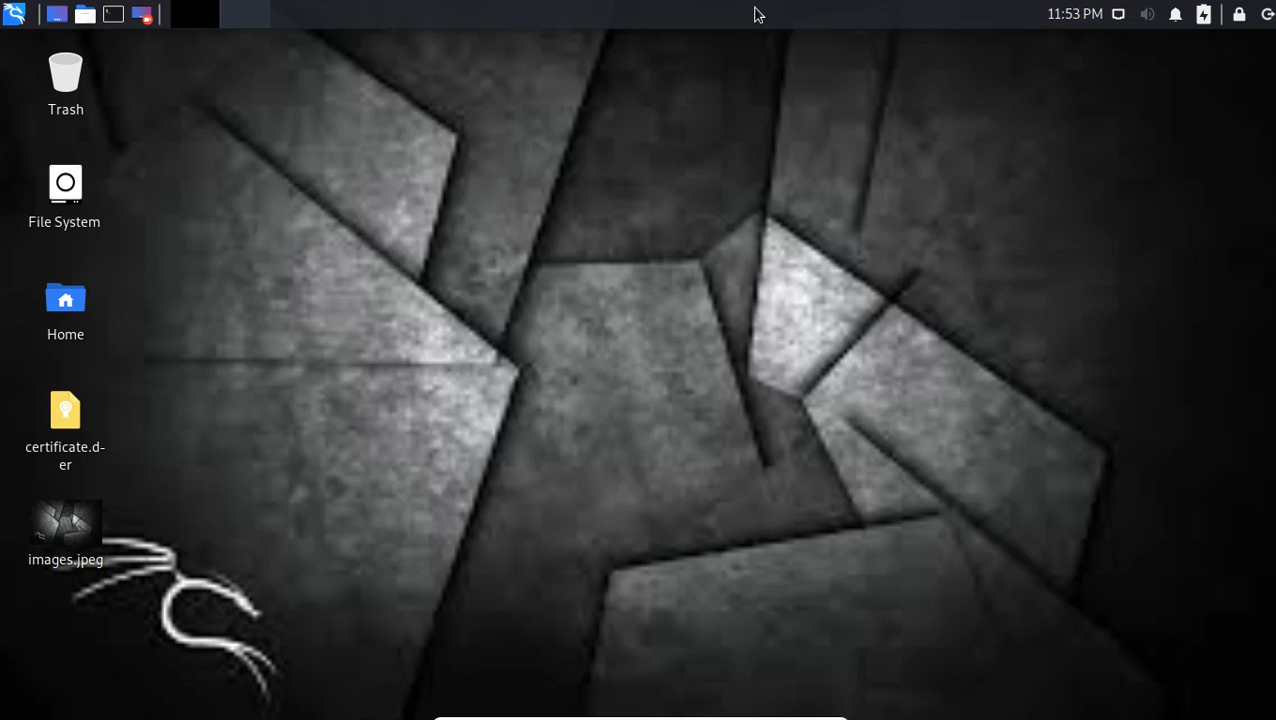 11:53 PM
Trash
File System
Home
certificate.d-
er
images.jpeg